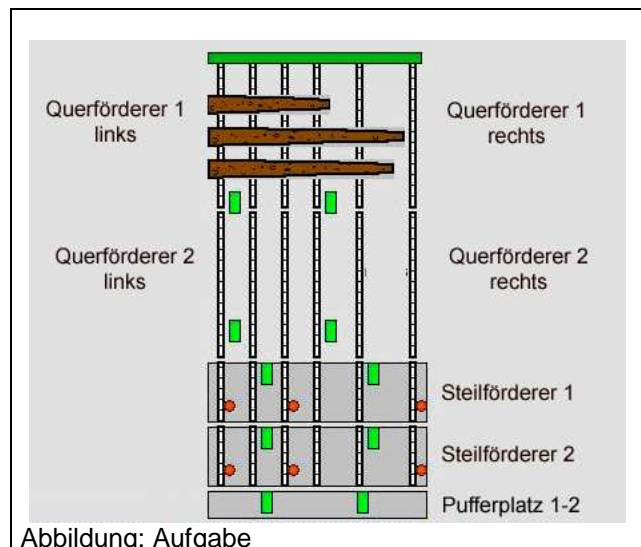 Querförderer 1
links
Querförderer 1
rechts
Querförderer 2
links
Querförderer 2
rechts
Steilförderer 1
Steilförderer 2
Pufferplatz 1-2
Abbildung: Aufgabe